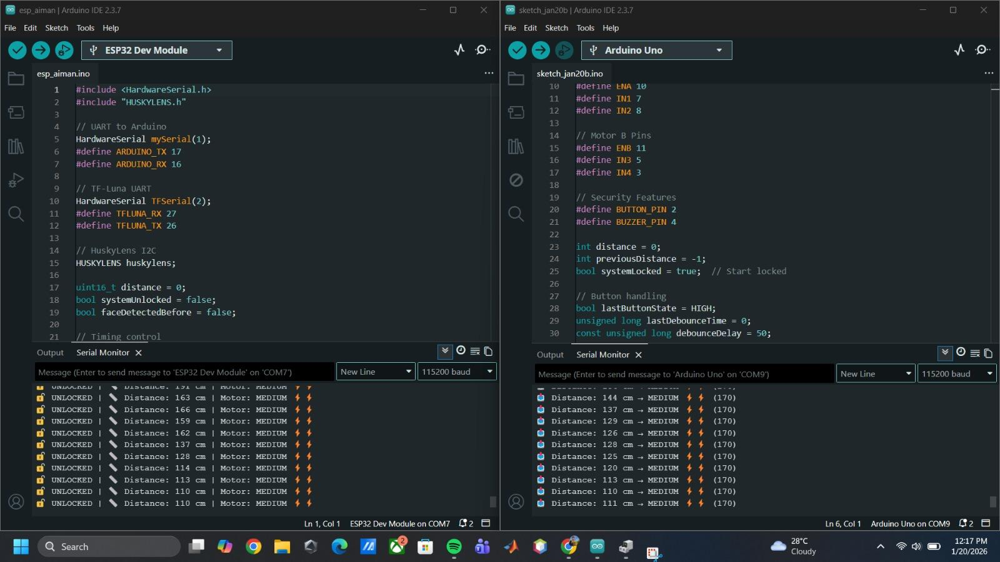 esp_aiman | Arduino IDE 2.3.7
File Edit Sketch Tools Help
ESP32 Dev Module
esp_aiman.ino
1 #include <HardwareSerial.h>
2 #include "HUSKYLENS.h"
3
4 // UART to Arduino
5 HardwareSerial mySerial(1);
6 #define ARDUINO_TX 17
7 #define ARDUINO_RX 16
8
9 // TF-Luna UART
10 HardwareSerial TFSerial(2);
11 #define TFLUNA_RX 27
12 #define TFLUNA_TX 26
13
14 // HuskyLens I2C
15 HUSKYLENS huskylens;
16
17 uint16_t distance = 0;
18 bool systemUnlocked = false;
19 bool faceDetectedBefore = false;
20
21 // Timing control
Output Serial Monitor
Message (Enter to send message to 'ESP32 Dev Module' on 'COM7')
New Line
115200 baud
UNLOCKED | Distance: 191 cm | Motor: MEDIUM
UNLOCKED | Distance: 163 cm | Motor: MEDIUM
UNLOCKED | Distance: 166 cm | Motor: MEDIUM
UNLOCKED | Distance: 159 cm | Motor: MEDIUM
UNLOCKED | Distance: 162 cm | Motor: MEDIUM
UNLOCKED | Distance: 137 cm | Motor: MEDIUM
UNLOCKED | Distance: 128 cm | Motor: MEDIUM
UNLOCKED | Distance: 114 cm | Motor: MEDIUM
UNLOCKED | Distance: 113 cm | Motor: MEDIUM
UNLOCKED | Distance: 110 cm | Motor: MEDIUM
UNLOCKED | Distance: 110 cm | Motor: MEDIUM
Ln 1, Col 1 ESP32 Dev Module on COM7 2
sketch_jan20b | Arduino IDE 2.3.7
File Edit Sketch Tools Help
Arduino Uno
sketch_jan20b.ino
10 #define ENA 10
11 #define IN1 7
12 #define IN2 8
13
14 // Motor B Pins
15 #define ENB 11
16 #define IN3 5
17 #define IN4 3
18
19 // Security Features
20 #define BUTTON_PIN 2
21 #define BUZZER_PIN 4
22
23 int distance = 0;
24 int previousDistance = -1;
25 bool systemLocked = true; // Start locked
26
27 // Button handling
28 bool lastButtonState = HIGH;
29 unsigned long lastDebounceTime = 0;
30 const unsigned long debounceDelay = 50;
Output Serial Monitor
Message (Enter to send message to 'Arduino Uno' on 'COM9')
New Line
115200 baud
Distance: 144 cm → MEDIUM (170)
Distance: 137 cm → MEDIUM (170)
Distance: 129 cm → MEDIUM (170)
Distance: 126 cm → MEDIUM (170)
Distance: 128 cm → MEDIUM (170)
Distance: 125 cm → MEDIUM (170)
Distance: 120 cm → MEDIUM (170)
Distance: 113 cm → MEDIUM (170)
Distance: 110 cm → MEDIUM (170)
Distance: 111 cm → MEDIUM (170)
Ln 6, Col 1 Arduino Uno on COM9 2
Search
2
28°C
Cloudy
12:17 PM
1/20/2026